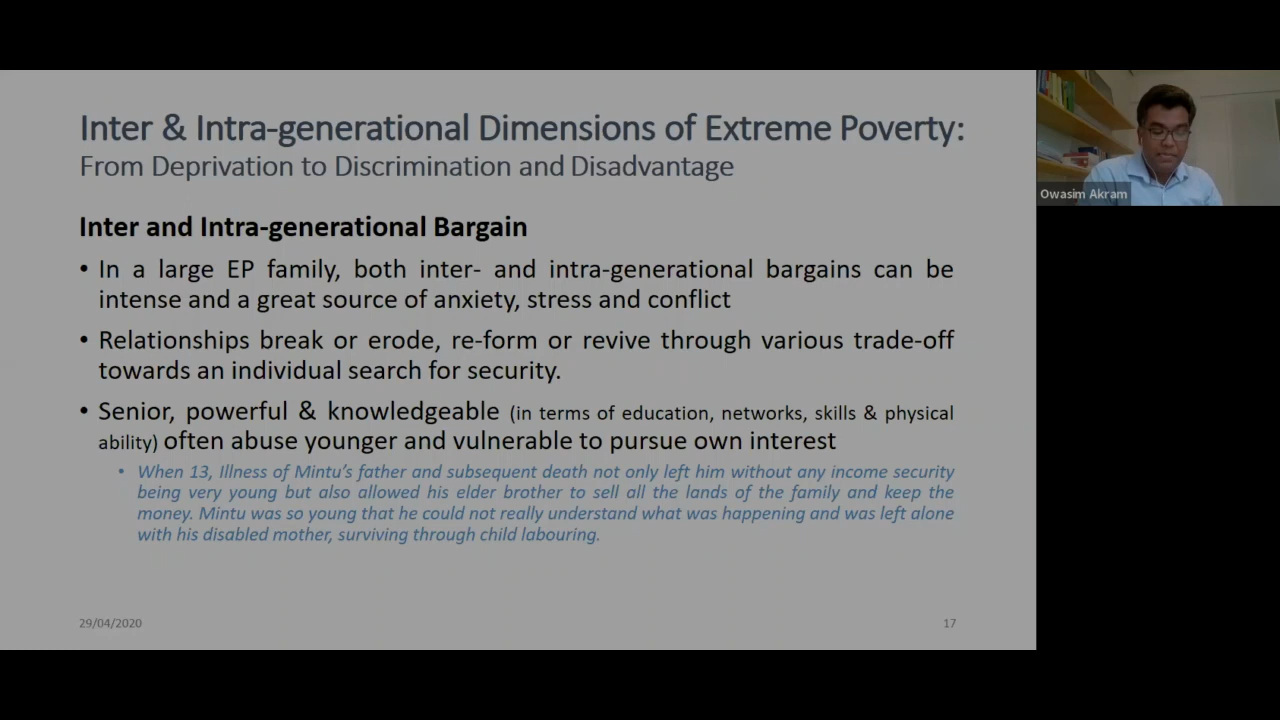 Inter & Intra-generational Dimensions of Extreme Poverty:
From Deprivation to Discrimination and Disadvantage
Owasim Akram
Inter and Intra-generational Bargain
• In a large EP family, both inter- and intra-generational bargains can be
intense and a great source of anxiety, stress and conflict
• Relationships break or erode, re-form or revive through various trade-off
towards an individual search for security.
• Senior, powerful & knowledgeable (in terms of education, networks, skills & physical
ability) often abuse younger and vulnerable to pursue own interest
• When 13, Illness of Mintu's father and subsequent death not only left him without any income security
being very young but also allowed his elder brother to sell all the lands of the family and keep the
money. Mintu was so young that he could not really understand what was happening and was left alone
with his disabled mother, surviving through child labouring.
29/04/2020
17